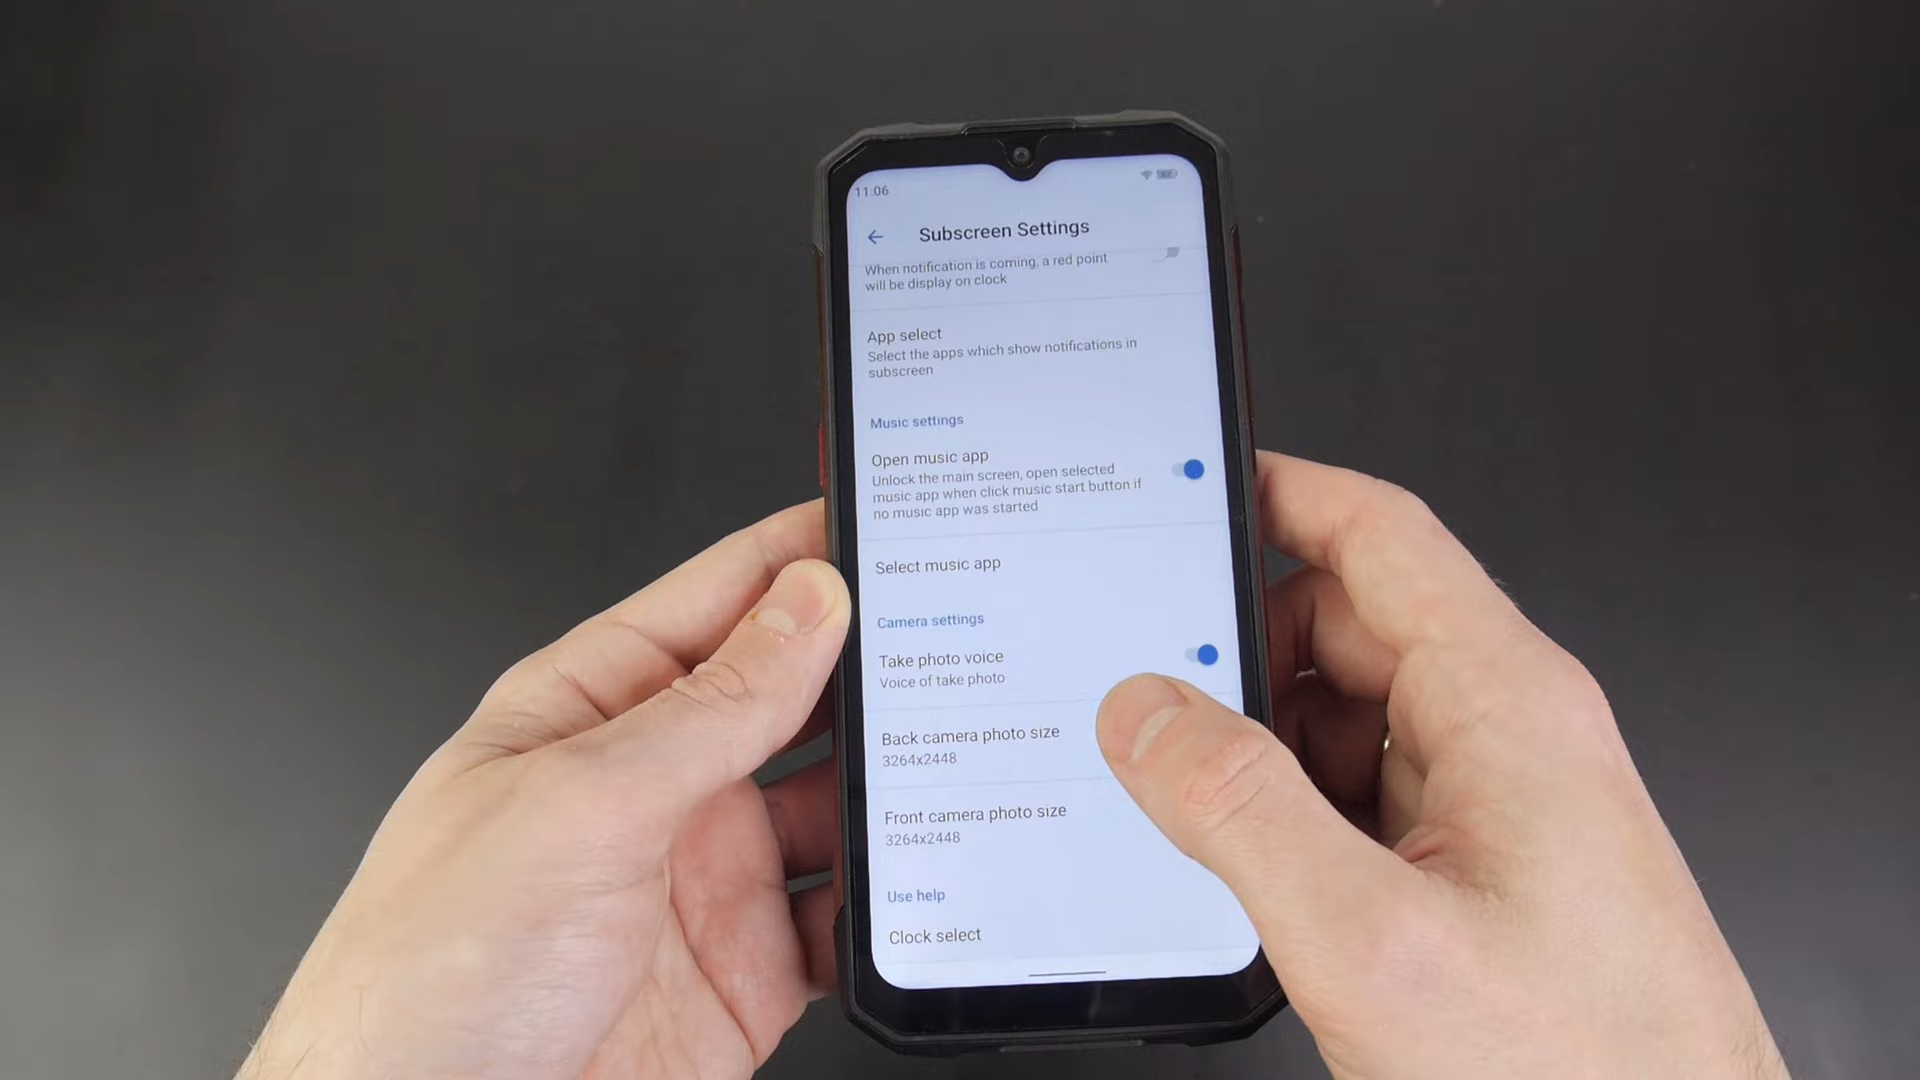 11:06
Subscreen Settings
When notification is coming, a red point
will be display on clock
App select
Select the apps which show notifications in
subscreen
Music settings
Open music app
Unlock the main screen, open selected
music app when click music start button if
no music app was started
Select music app
Camera settings
Take photo voice
Voice of take photo
Back camera photo size
3264x2448
Front camera photo size
3264x2448
Use help
Clock select